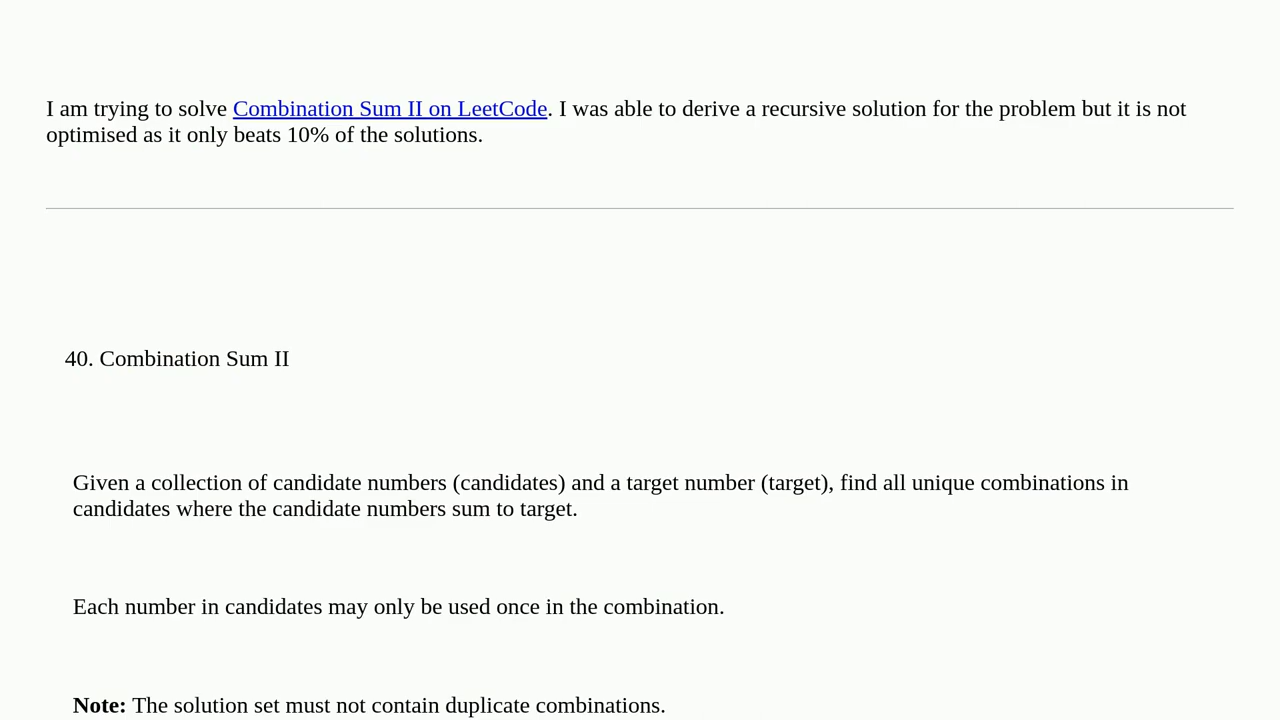 I am trying to solve Combination Sum II on LeetCode. I was able to derive a recursive solution for the problem but it is not
optimised as it only beats 10% of the solutions.
40. Combination Sum II
Given a collection of candidate numbers (candidates) and a target number (target), find all unique combinations in
candidates where the candidate numbers sum to target.
Each number in candidates may only be used once in the combination.
Note: The solution set must not contain duplicate combinations.